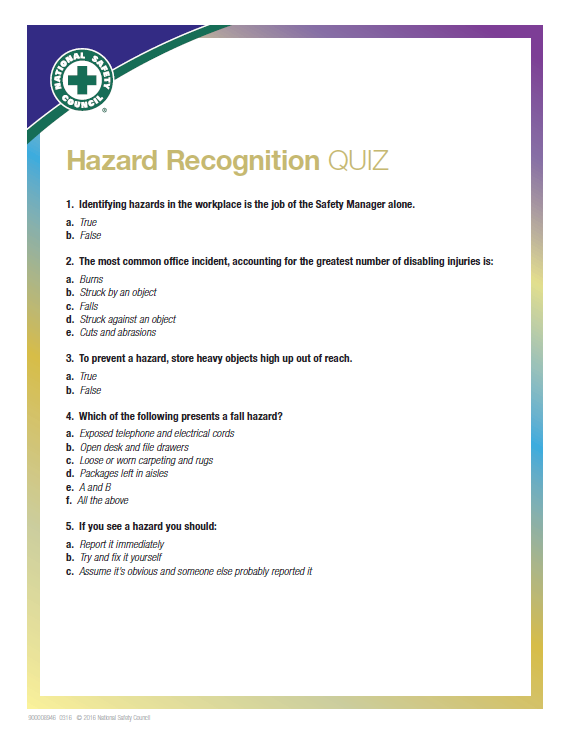 NATIONAL SAFETY COUNCIL ®
Hazard Recognition QUIZ
1. Identifying hazards in the workplace is the job of the Safety Manager alone.
a. True
b. False
2. The most common office incident, accounting for the greatest number of disabling injuries is:
a. Burns
b. Struck by an object
c. Falls
d. Struck against an object
e. Cuts and abrasions
3. To prevent a hazard, store heavy objects high up out of reach.
a. True
b. False
4. Which of the following presents a fall hazard?
a. Exposed telephone and electrical cords
b. Open desk and file drawers
c. Loose or worn carpeting and rugs
d. Packages left in aisles
e. A and B
f. All the above
5. If you see a hazard you should:
a. Report it immediately
b. Try and fix it yourself
c. Assume it's obvious and someone else probably reported it
900008946 0316 © 2016 National Safety Council